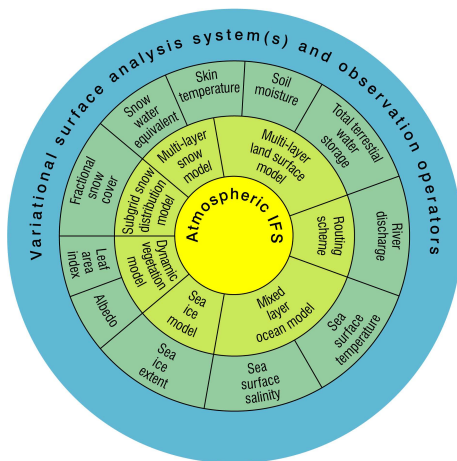 Variational surface analysis system(s) and observation operators
Skin
temperature
Soil
moisture
Total terrestial
water
storage
River
discharge
Sea
surface
temperature
Sea
surface
salinity
Sea
ice
extent
Albedo
Leaf
area
index
Fractional
snow
cover
Snow
water
equivalent
Multi-layer
snow
model
Multi-layer
land surface
model
Routing
scheme
Mixed
layer
ocean model
Sea
ice
model
Dynamic
vegetation
model
Subgrid snow
distribution
model
Atmospheric IFS